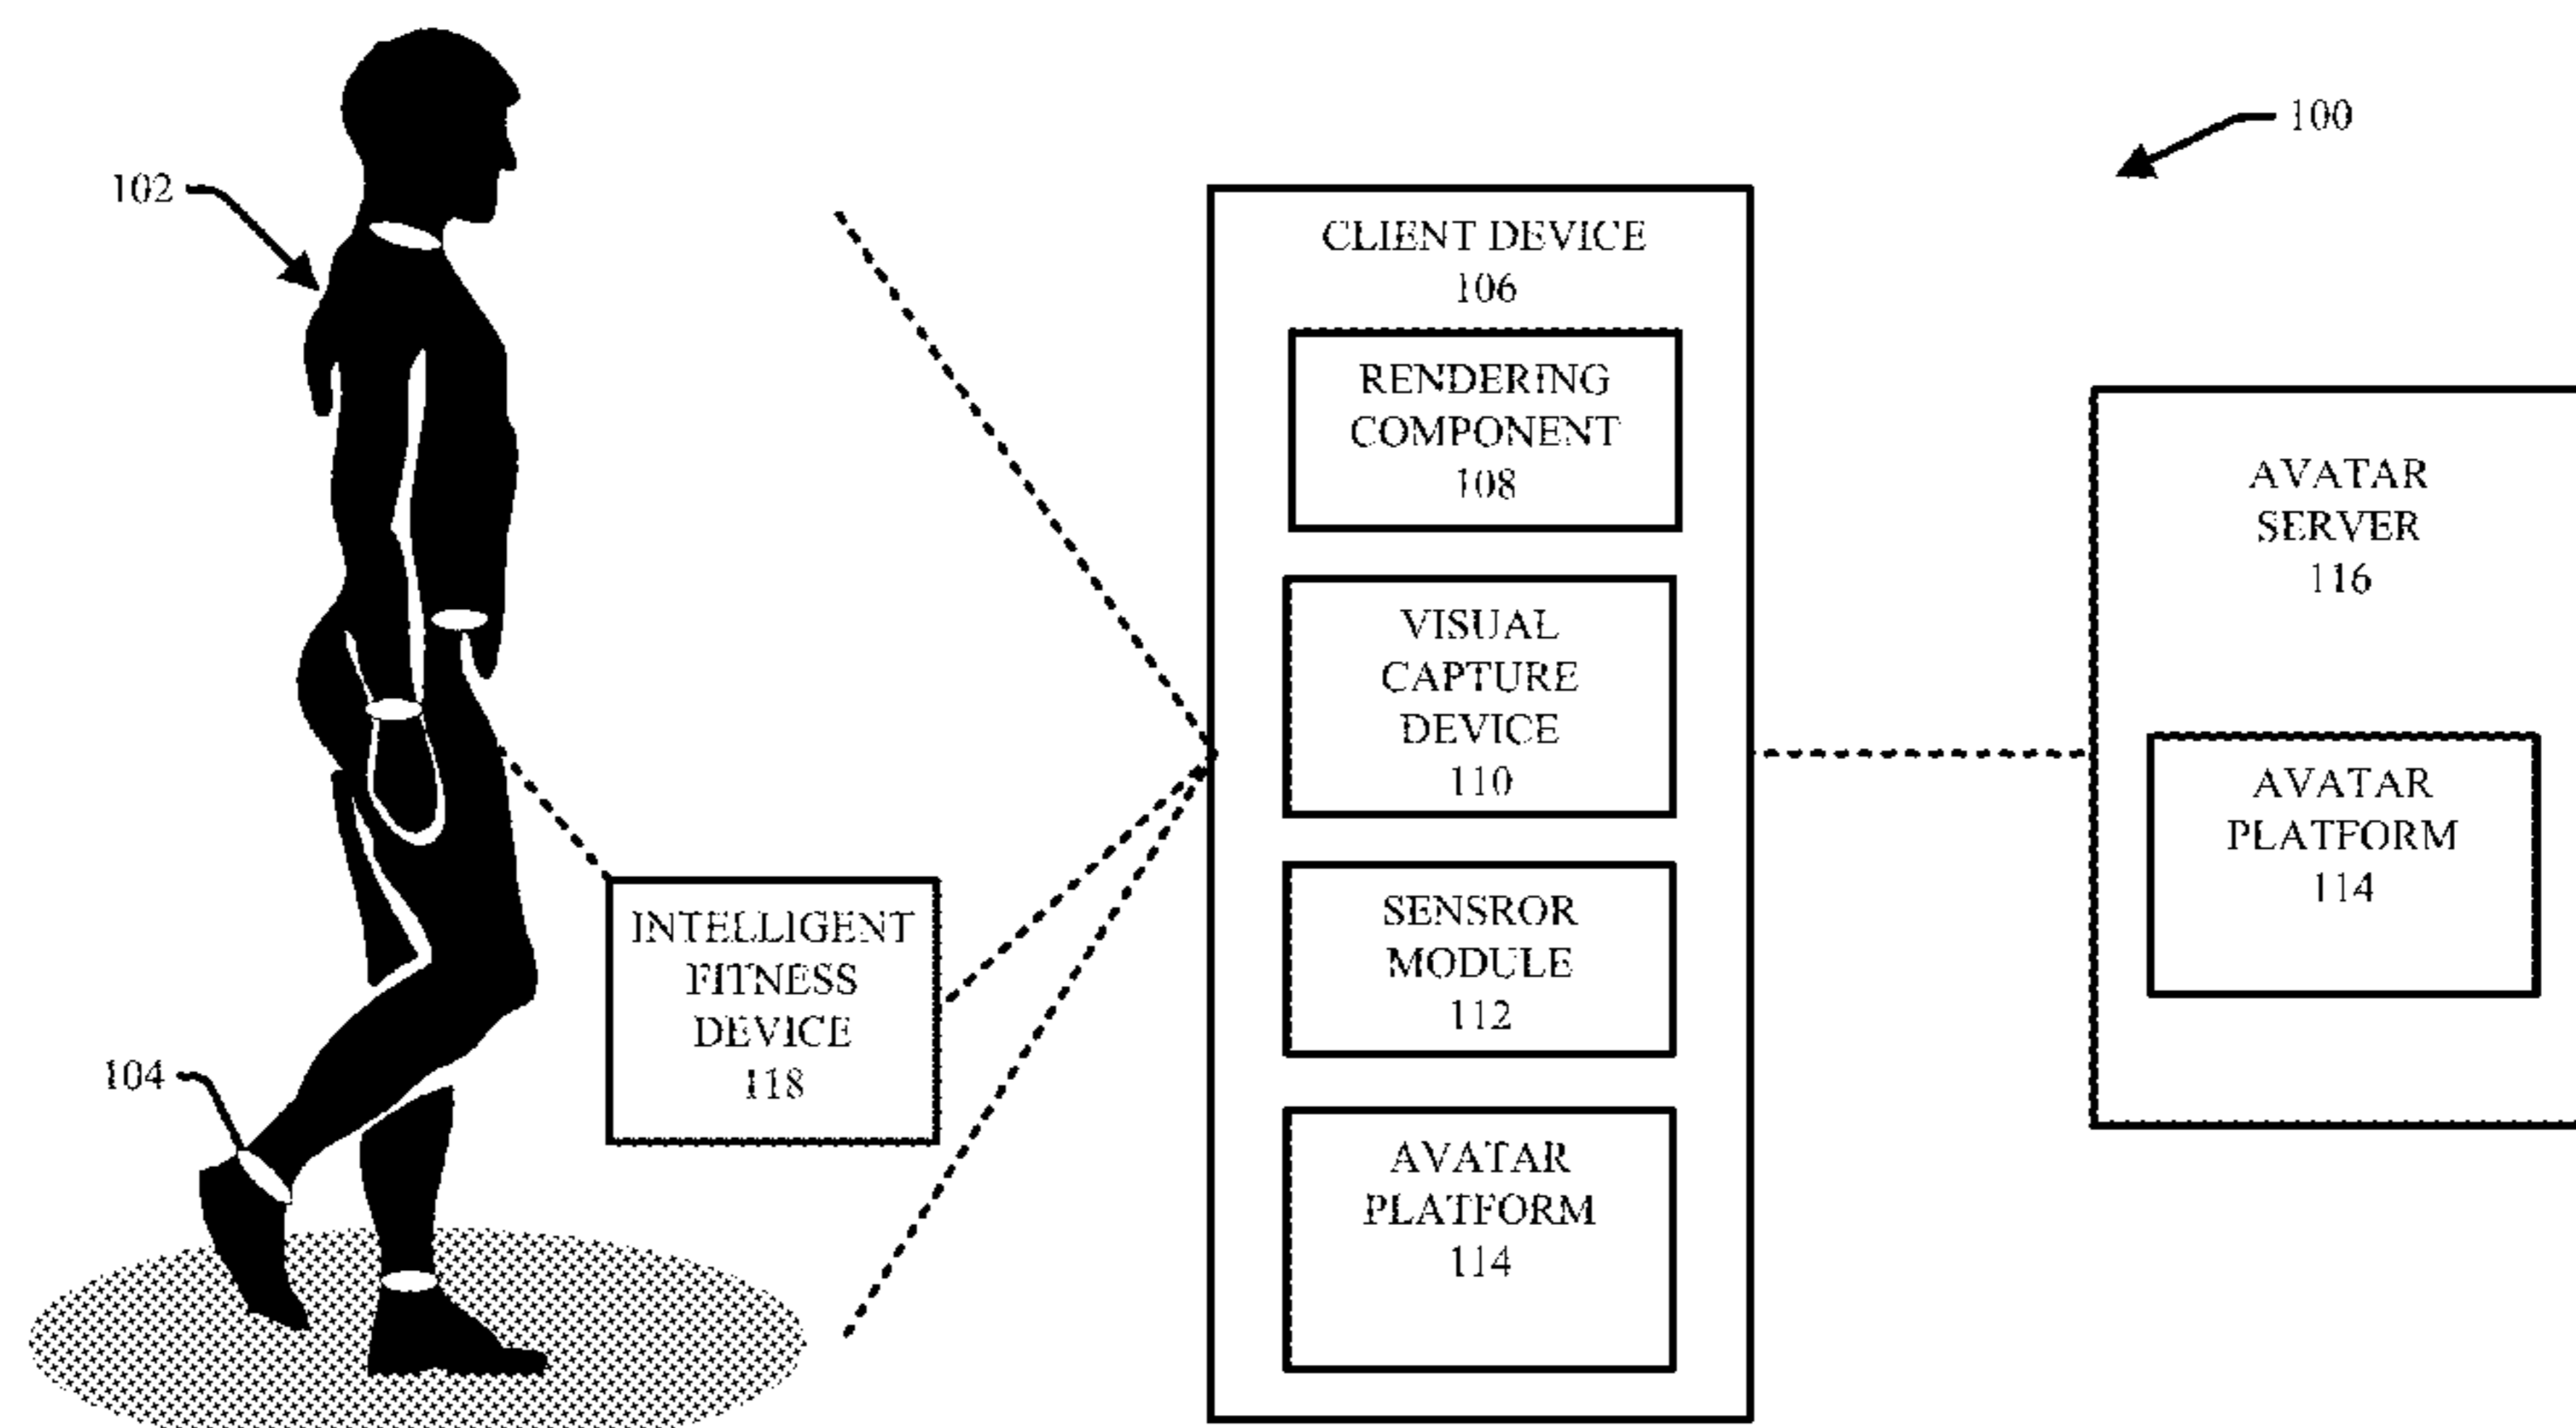 100
102
CLIENT DEVICE
106
RENDERING
COMPONENT
108
VISUAL
CAPTURE
DEVICE
110
SENSROR
MODULE
112
AVATAR
PLATFORM
114
AVATAR
SERVER
116
AVATAR
PLATFORM
114
INTELLIGENT
FITNESS
DEVICE
118
104